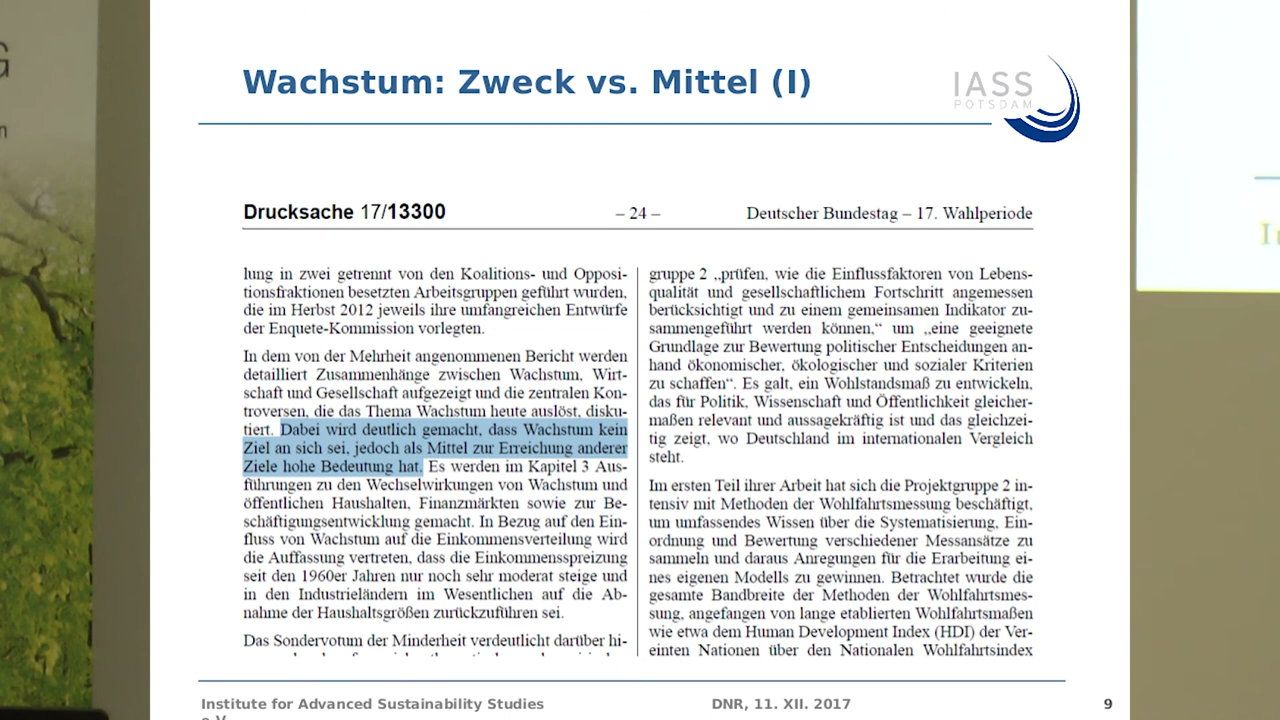 G
n
Wachstum: Zweck vs. Mittel (I)
IASS
POTSDAM
Drucksache 17/13300
– 24 –
Deutscher Bundestag – 17. Wahlperiode
lung in zwei getrennt von den Koalitions- und Opposi-
tionsfraktionen besetzten Arbeitsgruppen geführt wurden,
die im Herbst 2012 jeweils ihre umfangreichen Entwürfe
der Enquete-Kommission vorlegten.
In dem von der Mehrheit angenommenen Bericht werden
detailliert Zusammenhänge zwischen Wachstum, Wirt-
schaft und Gesellschaft aufgezeigt und die zentralen Kon-
troversen, die das Thema Wachstum heute auslöst, disku-
tiert. Dabei wird deutlich gemacht, dass Wachstum kein
Ziel an sich sei, jedoch als Mittel zur Erreichung anderer
Ziele hohe Bedeutung hat. Es werden im Kapitel 3 Aus-
führungen zu den Wechselwirkungen von Wachstum und
öffentlichen Haushalten, Finanzmärkten sowie zur Be-
schäftigungsentwicklung gemacht. In Bezug auf den Ein-
fluss von Wachstum auf die Einkommensverteilung wird
die Auffassung vertreten, dass die Einkommensspreizung
seit den 1960er Jahren nur noch sehr moderat steige und
in den Industrieländern im Wesentlichen auf die Ab-
nahme der Haushaltsgrößen zurückzuführen sei.
Das Sondervotum der Minderheit verdeutlicht darüber hi-
gruppe 2 „prüfen, wie die Einflussfaktoren von Lebens-
qualität und gesellschaftlichem Fortschritt angemessen
berücksichtigt und zu einem gemeinsamen Indikator zu-
sammengeführt werden können,“ um „eine geeignete
Grundlage zur Bewertung politischer Entscheidungen an-
hand ökonomischer, ökologischer und sozialer Kriterien
zu schaffen“. Es galt, ein Wohlstandsmaß zu entwickeln,
das für Politik, Wissenschaft und Öffentlichkeit gleicher-
maßen relevant und aussagekräftig ist und das gleichzei-
tig zeigt, wo Deutschland im internationalen Vergleich
steht.
Im ersten Teil ihrer Arbeit hat sich die Projektgruppe 2 in-
tensiv mit Methoden der Wohlfahrtsmessung beschäftigt,
um umfassendes Wissen über die Systematisierung, Ein-
ordnung und Bewertung verschiedener Messansätze zu
sammeln und daraus Anregungen für die Erarbeitung ei-
nes eigenen Modells zu gewinnen. Betrachtet wurde die
gesamte Bandbreite der Methoden der Wohlfahrtsmes-
sung, angefangen von lange etablierten Wohlfahrtsmaßen
wie etwa dem Human Development Index (HDI) der Ver-
einten Nationen über den Nationalen Wohlfahrtsindex
Institute for Advanced Sustainability Studies
e.V.
DNR, 11. XII. 2017
9